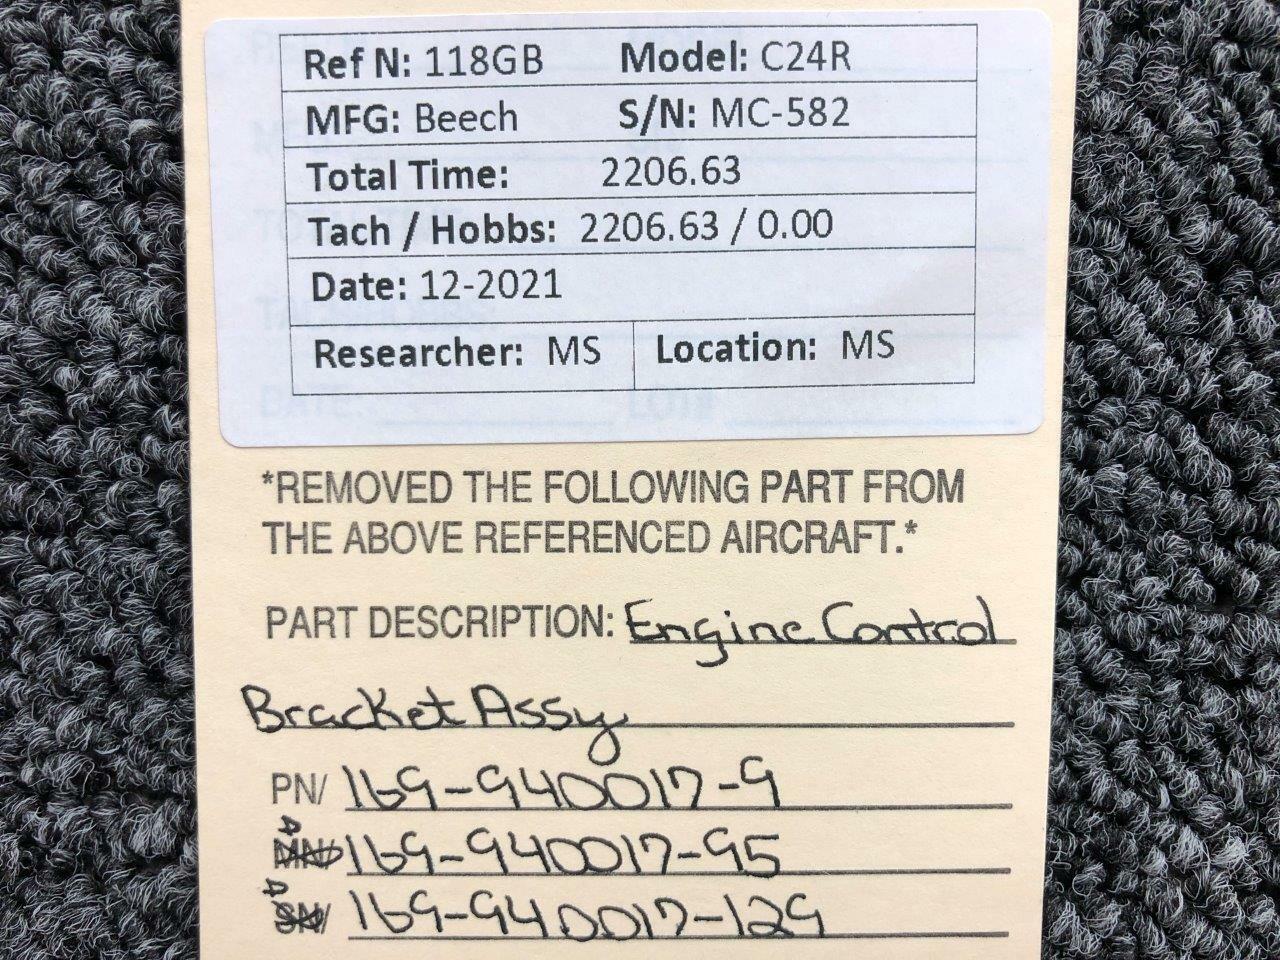 Ref N: 118GB Model: C24R
MFG: Beech S/N: MC-582
Total Time: 2206.63
Tach / Hobbs: 2206.63 / 0.00
Date: 12-2021
Researcher: MS Location: MS
*REMOVED THE FOLLOWING PART FROM
THE ABOVE REFERENCED AIRCRAFT.*
PART DESCRIPTION: Engine Control
Bracket Assy
PN/ 169-940017-9
169-940017-95
169-940017-129